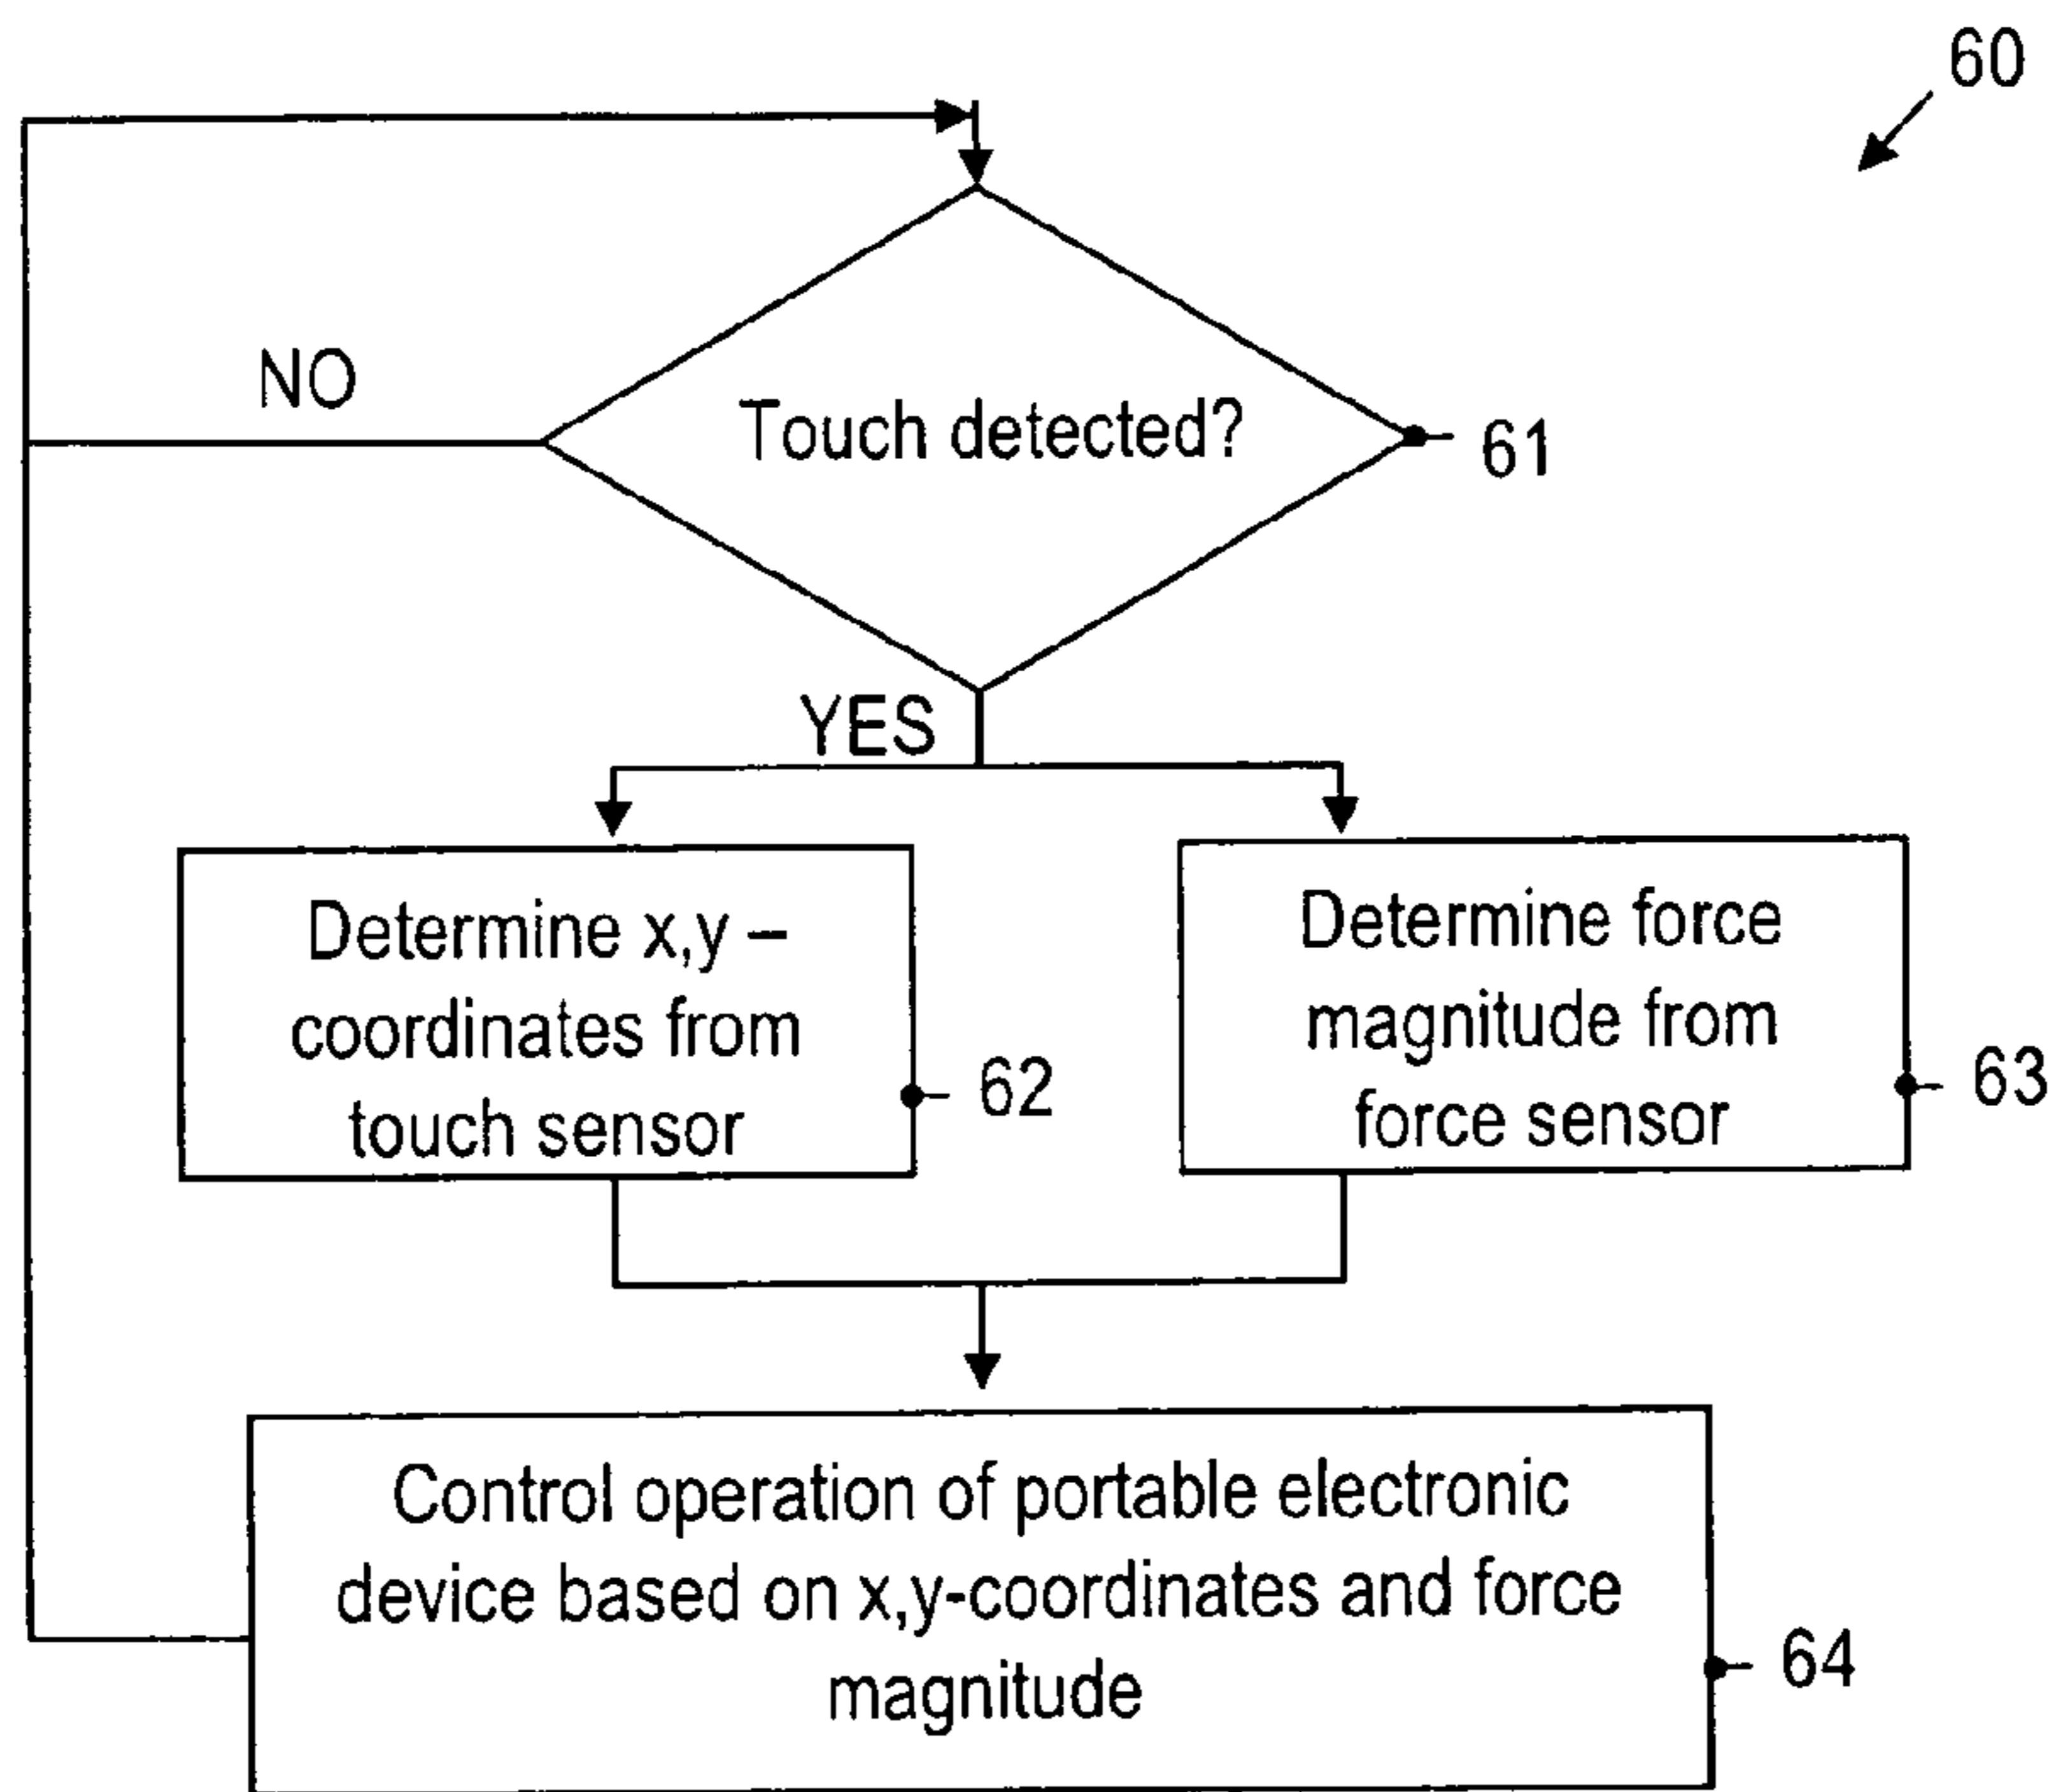 60
NO
Touch detected?
61
YES
Determine x,y –
coordinates from
touch sensor
62
Determine force
magnitude from
force sensor
63
Control operation of portable electronic
device based on x,y-coordinates and force
magnitude
64